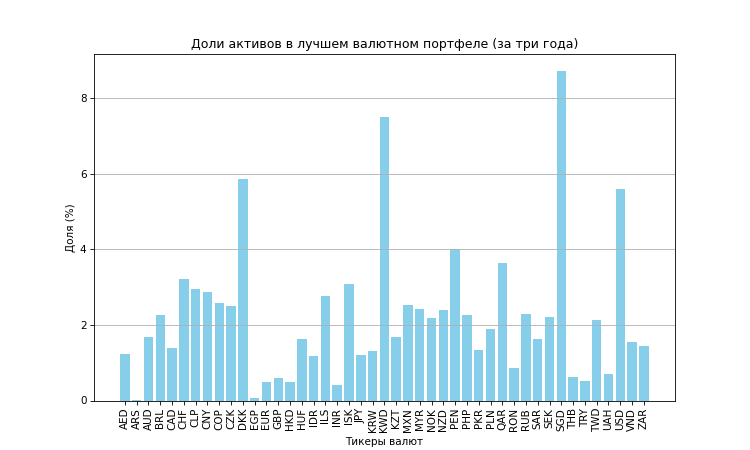 Доли активов в лучшем валютном портфеле (за три года)
Доля (%)
8
6
4
2
0
AED ARS AUD BRL CAD CHF CLP CNY COP CZK DKK EGP EUR GBP HKD HUF IDR ILS INR ISK JPY KRW KWD KZT MXN MYR NOK NZD PEN PHP PKR PLN QAR RON RUB SAR SEK SGD THB TRY TWD UAH USD VND ZAR
Тикеры валют